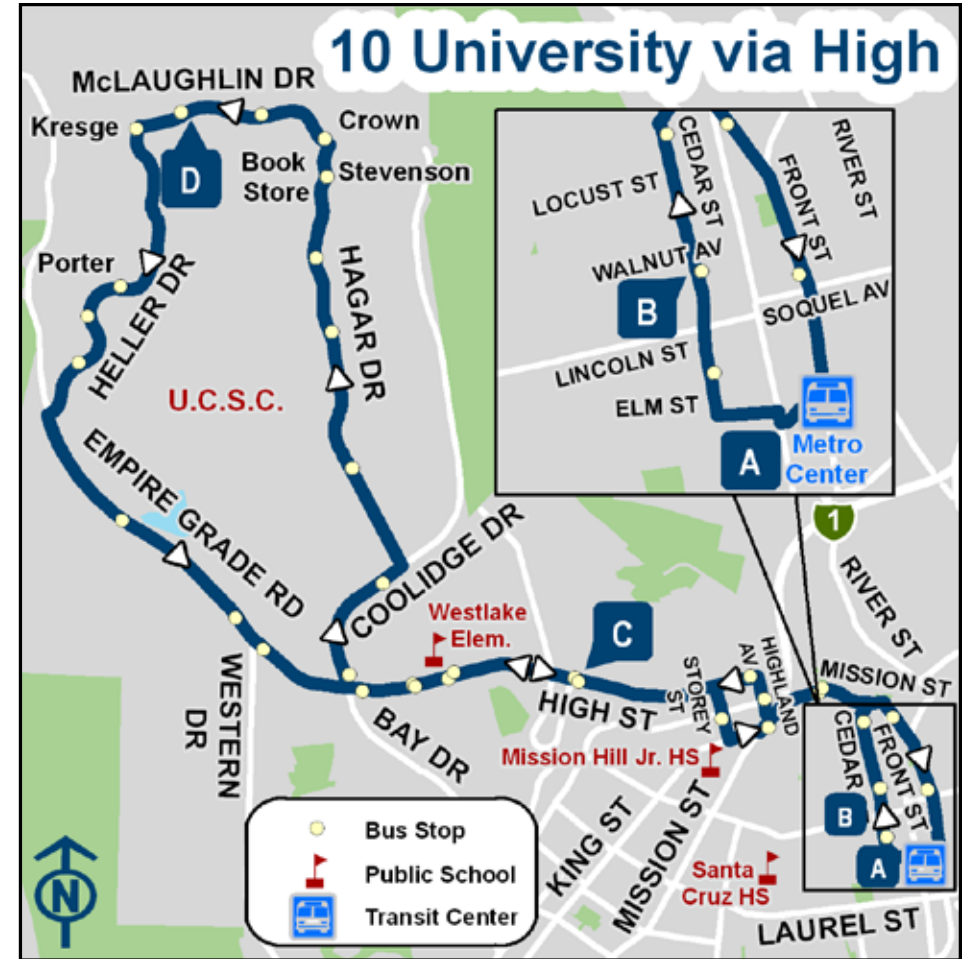 10 University via High
McLAUGHLIN DR
Kresge
Crown
D
Book
Store
Stevenson
Porter
HELLER DR
HAGAR DR
U.C.S.C.
EMPIRE GRADE RD
COOLIDGE DR
CEDAR ST
RIVER ST
LOCUST ST
FRONT ST
WALNUT AV
B
SOQUEL AV
LINCOLN ST
ELM ST
A
Metro
Center
1
RIVER ST
Westlake
Elem.
C
WESTERN
DR
BAY DR
HIGH ST
STOREY
ST
HIGHLAND
AV
MISSION ST
Mission Hill Jr. HS
CEDAR
FRONT ST
B
A
KING ST
MISSION ST
Santa
Cruz HS
LAUREL ST
Bus Stop
Public School
Transit Center
N